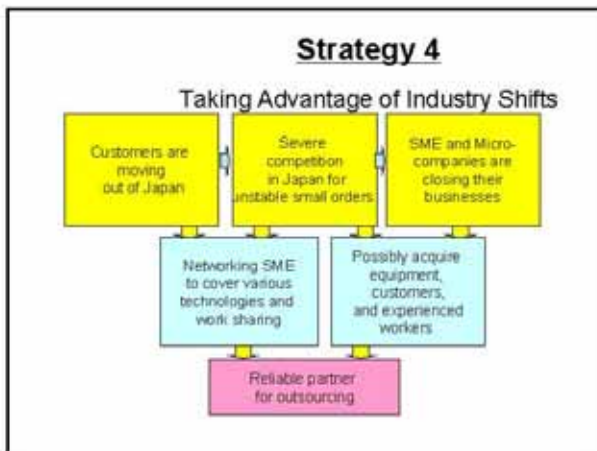 Strategy 4
Taking Advantage of Industry Shifts
Customers are
moving
out of Japan
Severe
competition
in Japan for
unstable small orders
SME and Micro-
companies are
closing their
businesses
Networking SME
to cover various
technologies and
work sharing
Possibly acquire
equipment,
customers,
and experienced
workers
Reliable partner
for outsourcing